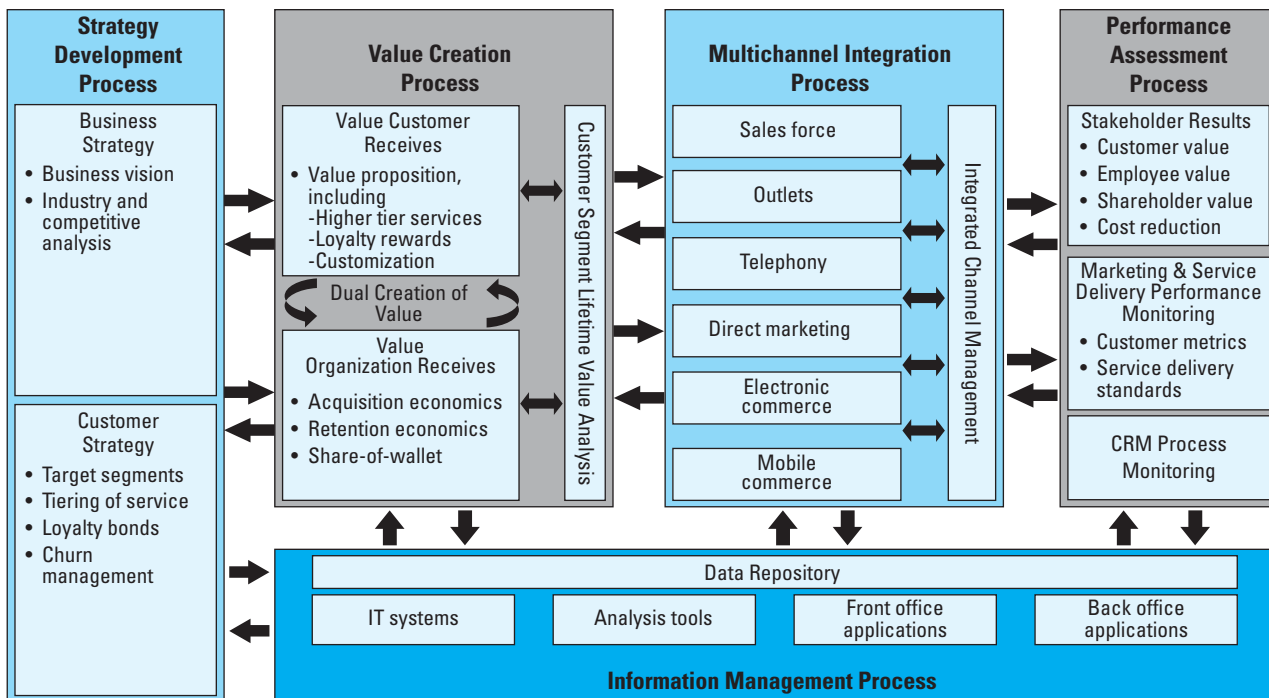 Strategy
Development
Process
Business
Strategy
• Business vision
• Industry and
competitive
analysis
Customer
Strategy
• Target segments
• Tiering of service
• Loyalty bonds
• Churn
management
Value Creation
Process
Value Customer
Receives
• Value proposition,
including
-Higher tier services
-Loyalty rewards
-Customization
Dual Creation of
Value
Value
Organization Receives
• Acquisition economics
• Retention economics
• Share-of-wallet
Customer Segment Lifetime Value Analysis
Multichannel Integration
Process
Sales force
Outlets
Telephony
Direct marketing
Electronic
commerce
Mobile
commerce
Integrated Channel Management
Performance
Assessment
Process
Stakeholder Results
• Customer value
• Employee value
• Shareholder value
• Cost reduction
Marketing & Service
Delivery Performance
Monitoring
• Customer metrics
• Service delivery
standards
CRM Process
Monitoring
Data Repository
IT systems
Analysis tools
Front office
applications
Back office
applications
Information Management Process